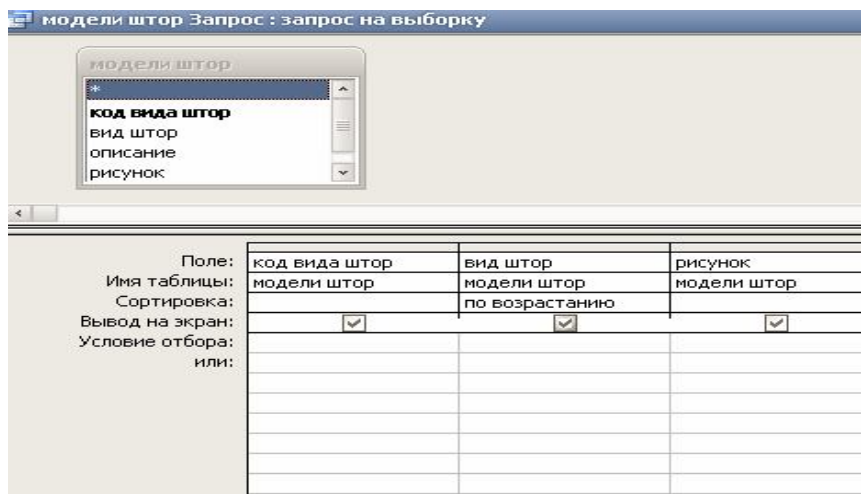 модели штор Запрос : запрос на выборку
модели штор
*
код вида штор
вид штор
описание
рисунок
Поле: код вида штор вид штор рисунок
Имя таблицы: модели штор модели штор модели штор
Сортировка: по возрастанию
Вывод на экран:
Условие отбора:
или: